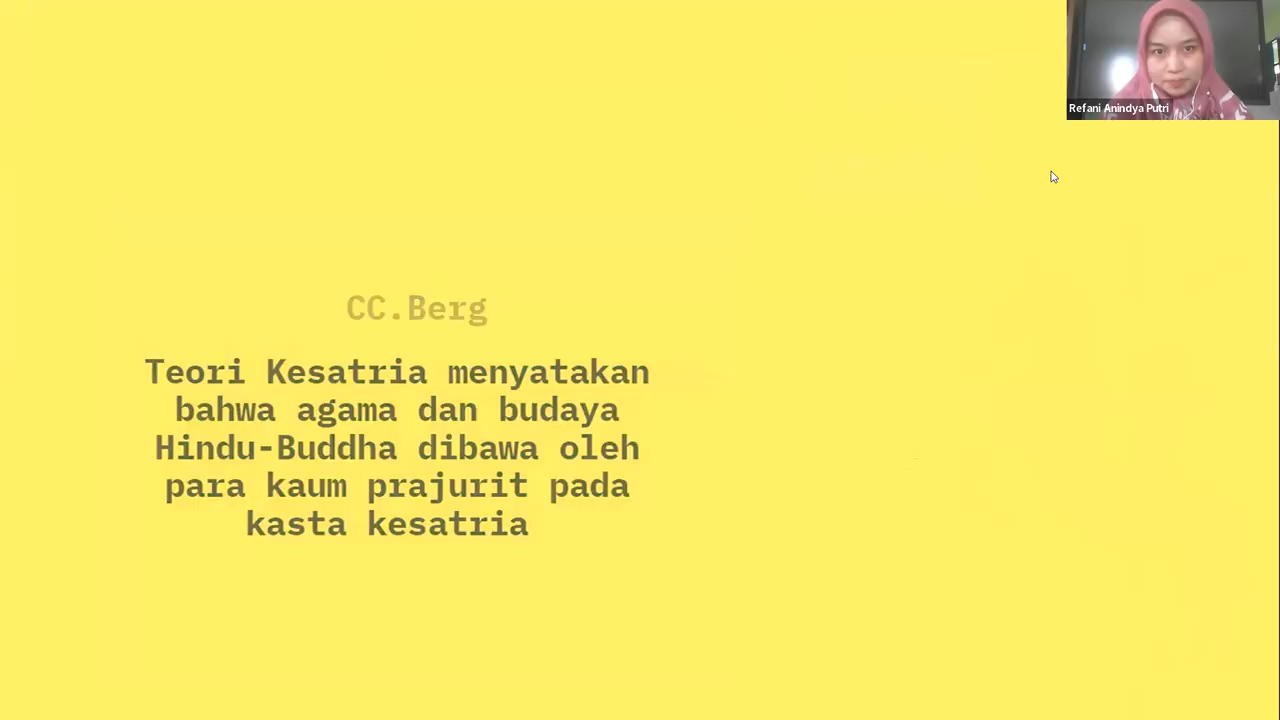 Refani Anindya Putri
CC.Berg
Teori Kesatria menyatakan
bahwa agama dan budaya
Hindu-Buddha dibawa oleh
para kaum prajurit pada
kasta kesatria